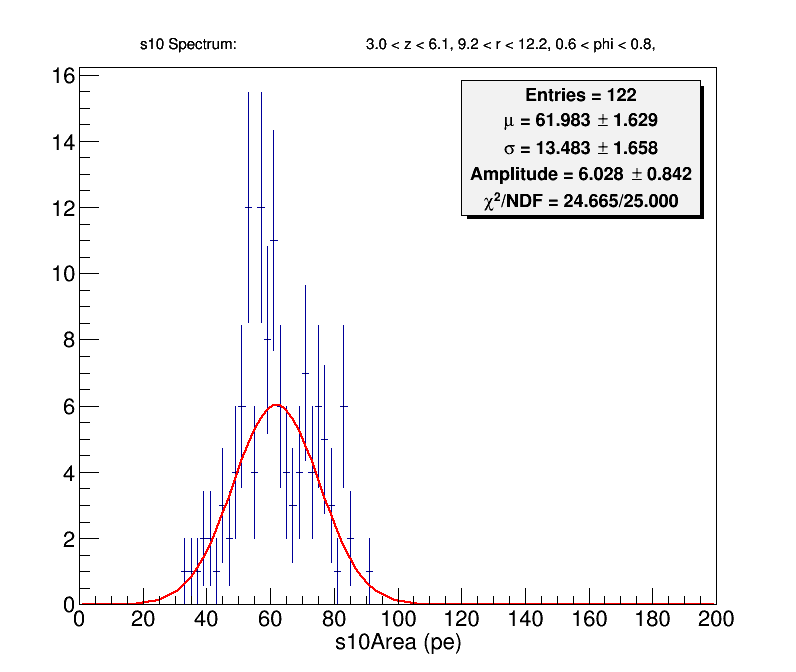 s10 Spectrum: 3.0 < z < 6.1, 9.2 < r < 12.2, 0.6 < phi < 0.8,
Entries = 122
μ = 61.983 ± 1.629
σ = 13.483 ± 1.658
Amplitude = 6.028 ± 0.842
χ²/NDF = 24.665/25.000
16
14
12
10
8
6
4
2
0
0 20 40 60 80 100 120 140 160 180 200
s10Area (pe)